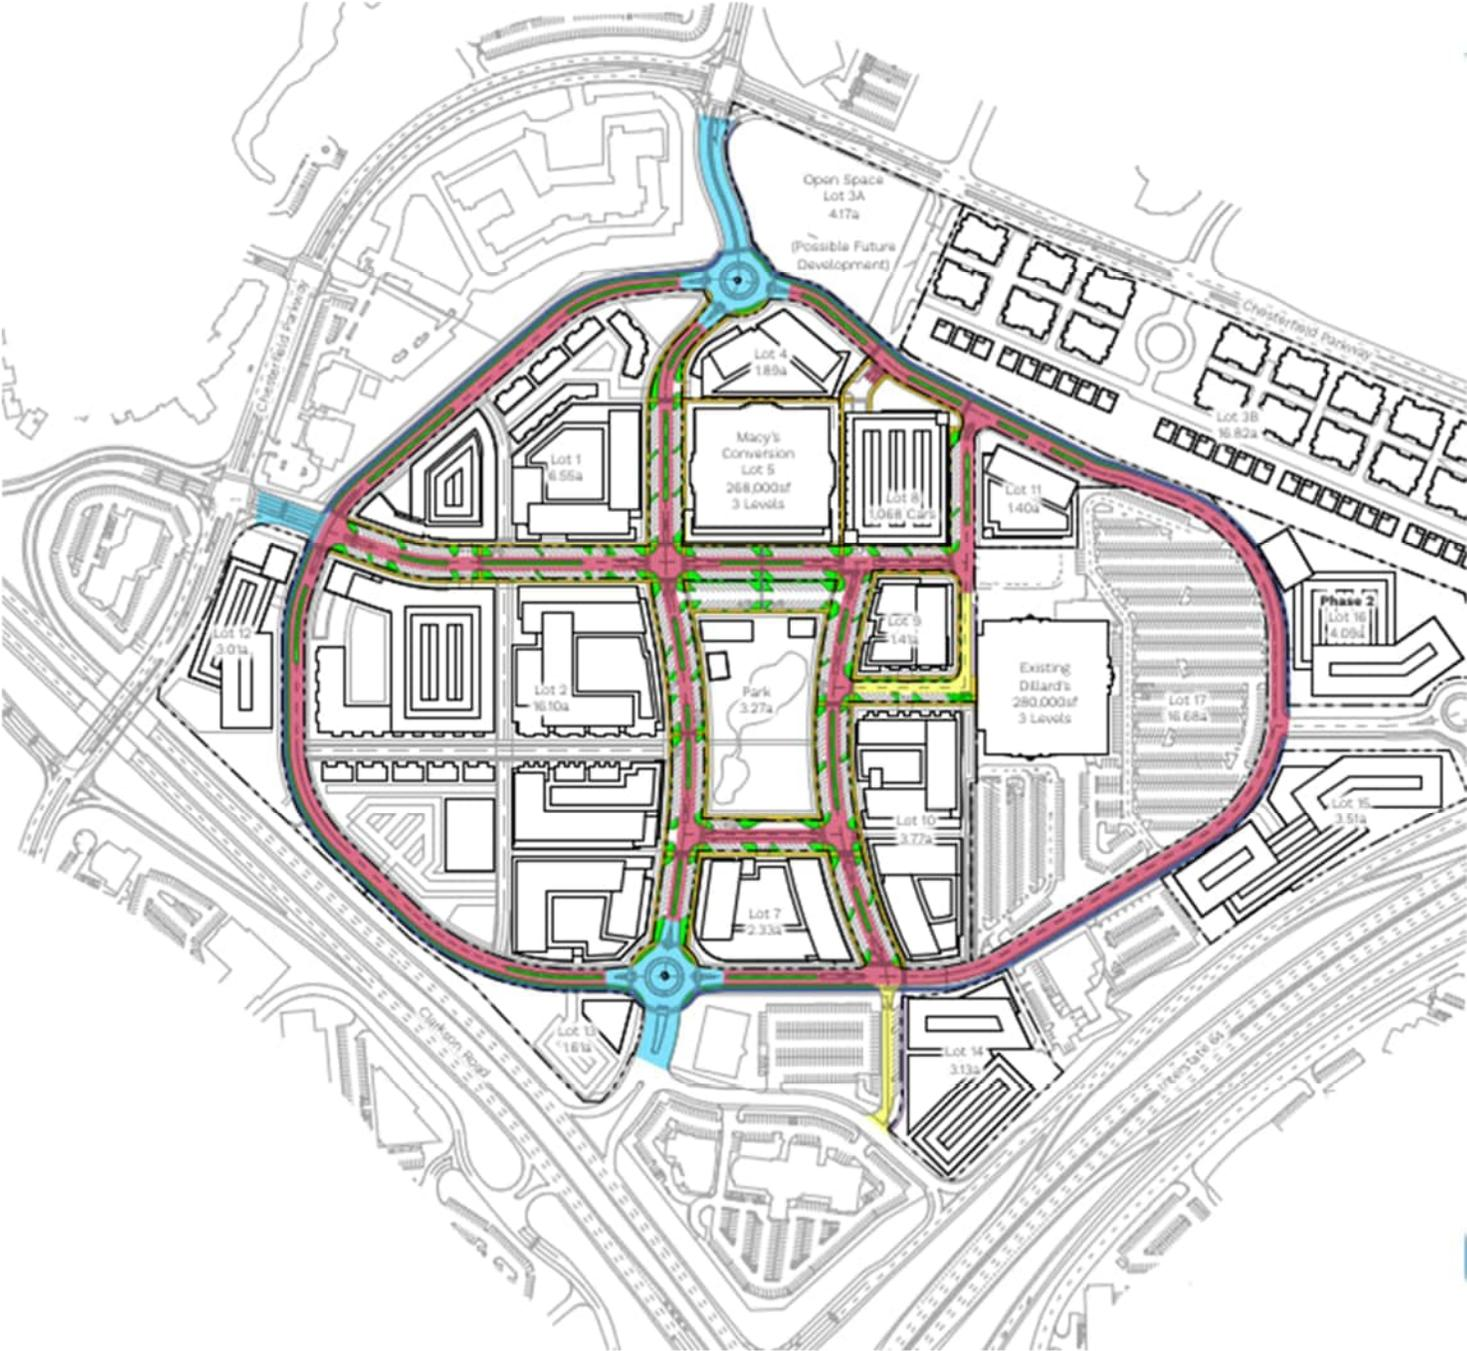 Open Space
Lot 3A
4.17a
(Possible Future
Development)
Chesterfield Parkway
Chesterfield Parkway
Lot 4
1.89a
Lot 3B
16.82a
Macy's
Conversion
Lot 5
268,000sf
3 Levels
Lot 1
6.55a
Lot 8
1,068 Cars
Lot 11
1.40a
Phase 2
Lot 16
4.09a
Lot 12
3.01a
Lot 9
1.41a
Lot 2
16.10a
Park
3.27a
Existing
Dillard's
280,000sf
3 Levels
Lot 17
16.68a
Lot 15
3.51a
Lot 10
3.77a
Lot 7
2.33a
Lot 13
1.61a
Clarkson Road
Lot 14
3.13a
Interstate 64